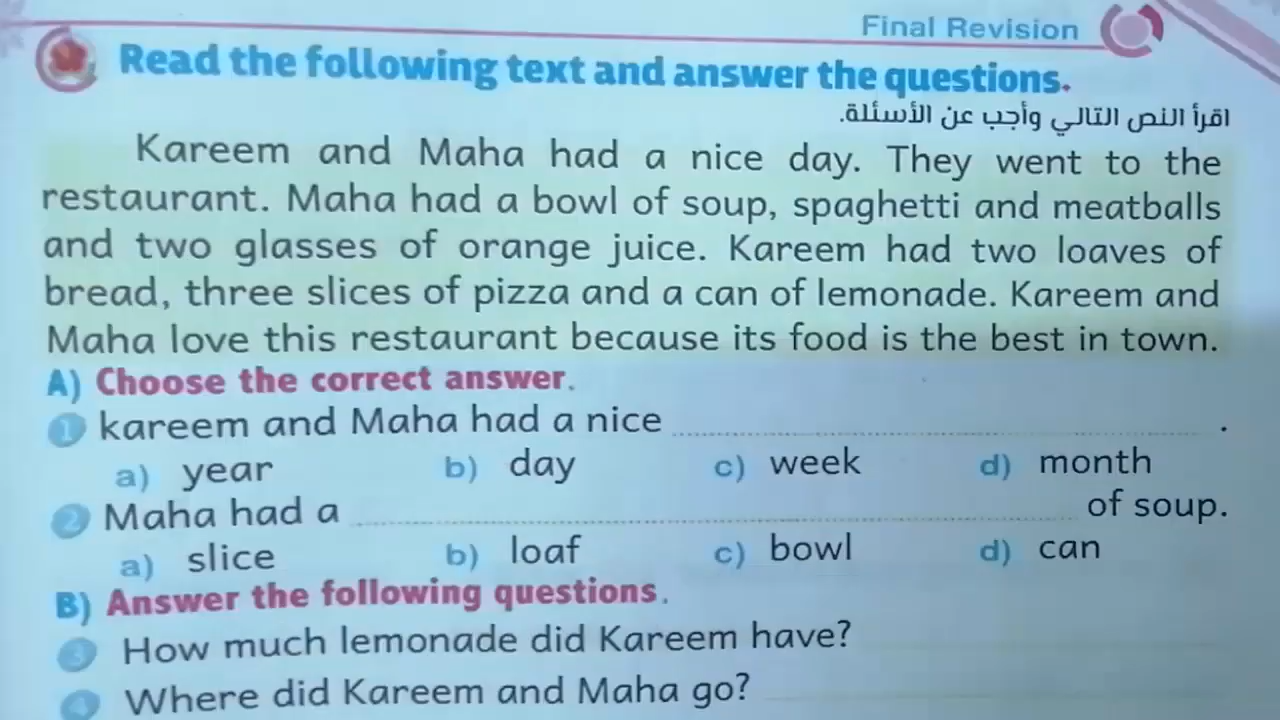 Final Revision
Read the following text and answer the questions.
اقرأ النص التالي وأجب عن الأسئلة.
Kareem and Maha had a nice day. They went to the
restaurant. Maha had a bowl of soup, spaghetti and meatballs
and two glasses of orange juice. Kareem had two loaves of
bread, three slices of pizza and a can of lemonade. Kareem and
Maha love this restaurant because its food is the best in town.
A) Choose the correct answer.
1 kareem and Maha had a nice .................... .
a) year b) day c) week d) month
2 Maha had a .................... of soup.
a) slice b) loaf c) bowl d) can
B) Answer the following questions.
3 How much lemonade did Kareem have?
4 Where did Kareem and Maha go?